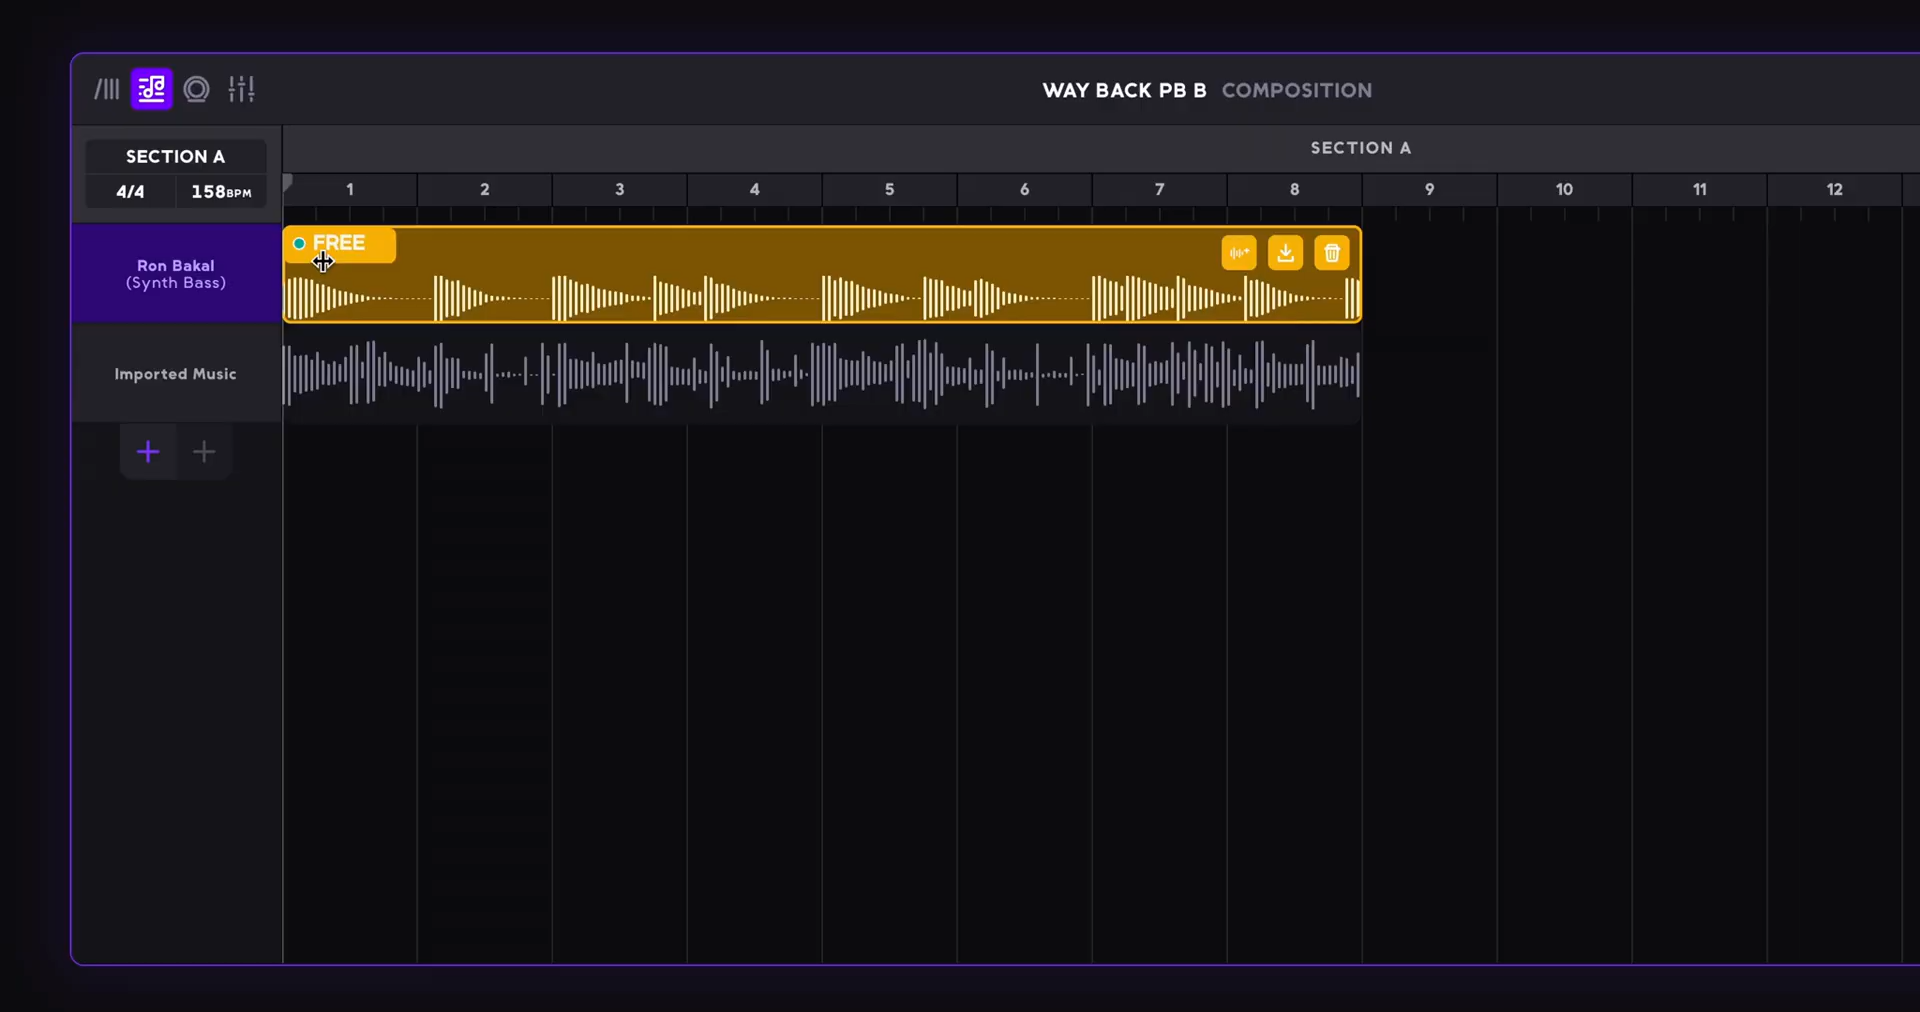 WAY BACK PB B COMPOSITION
SECTION A
4/4 158BPM
SECTION A
1 2 3 4 5 6 7 8 9 10 11 12
Ron Bakal
(Synth Bass)
FREE
Imported Music